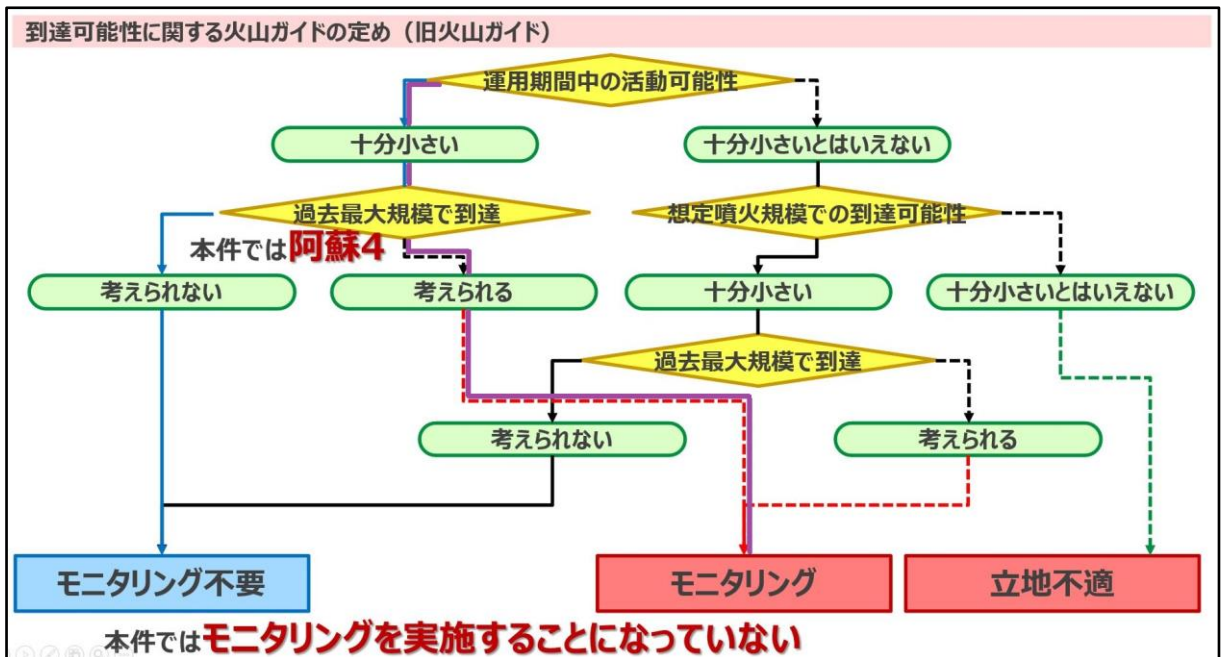 到達可能性に関する火山ガイドの定め（旧火山ガイド）
運用期間中の活動可能性
十分小さい
十分小さいとはいえない
過去最大規模で到達
想定噴火規模での到達可能性
本件では阿蘇4
考えられない
考えられる
十分小さい
十分小さいとはいえない
過去最大規模で到達
考えられない
考えられる
モニタリング不要
モニタリング
立地不適
本件ではモニタリングを実施することになっていない